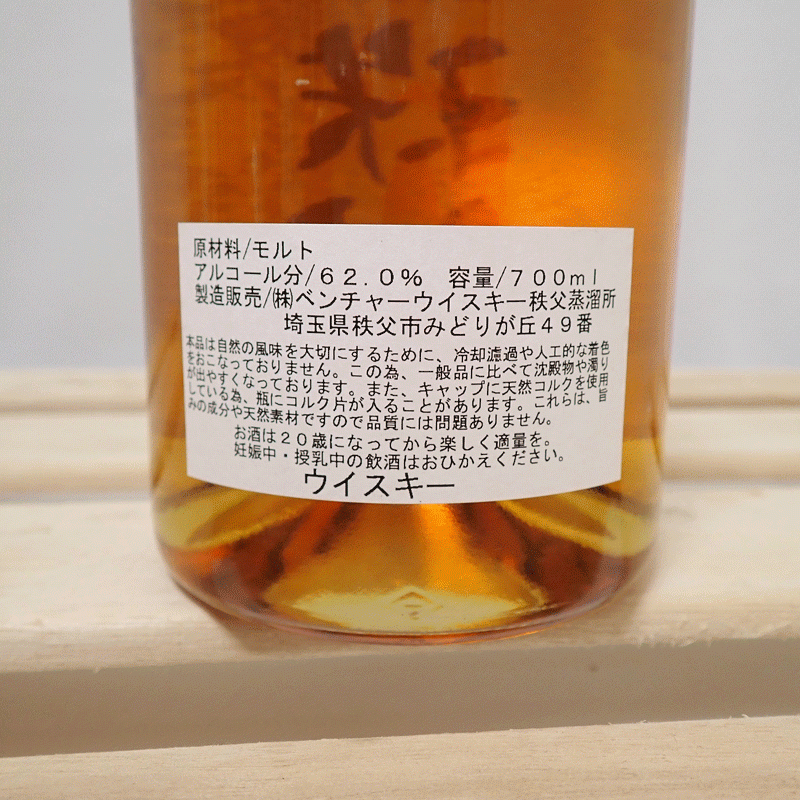 原材料/モルト
アルコール分/６２.０％　容量/７００ｍｌ
製造販売/㈱ベンチャーウイスキー秩父蒸溜所
埼玉県秩父市みどりが丘４９番
本品は自然の風味を大切にするために、冷却濾過や人工的な着色
をおこなっておりません。この為、一般品に比べて沈殿物や濁り
が出やすくなっております。また、キャップに天然コルクを使用
している為、瓶にコルク片が入ることがあります。これらは、旨
みの成分や天然素材ですので品質には問題ありません。
お酒は２０歳になってから楽しく適量を。
妊娠中・授乳中の飲酒はおひかえください。
ウイスキー